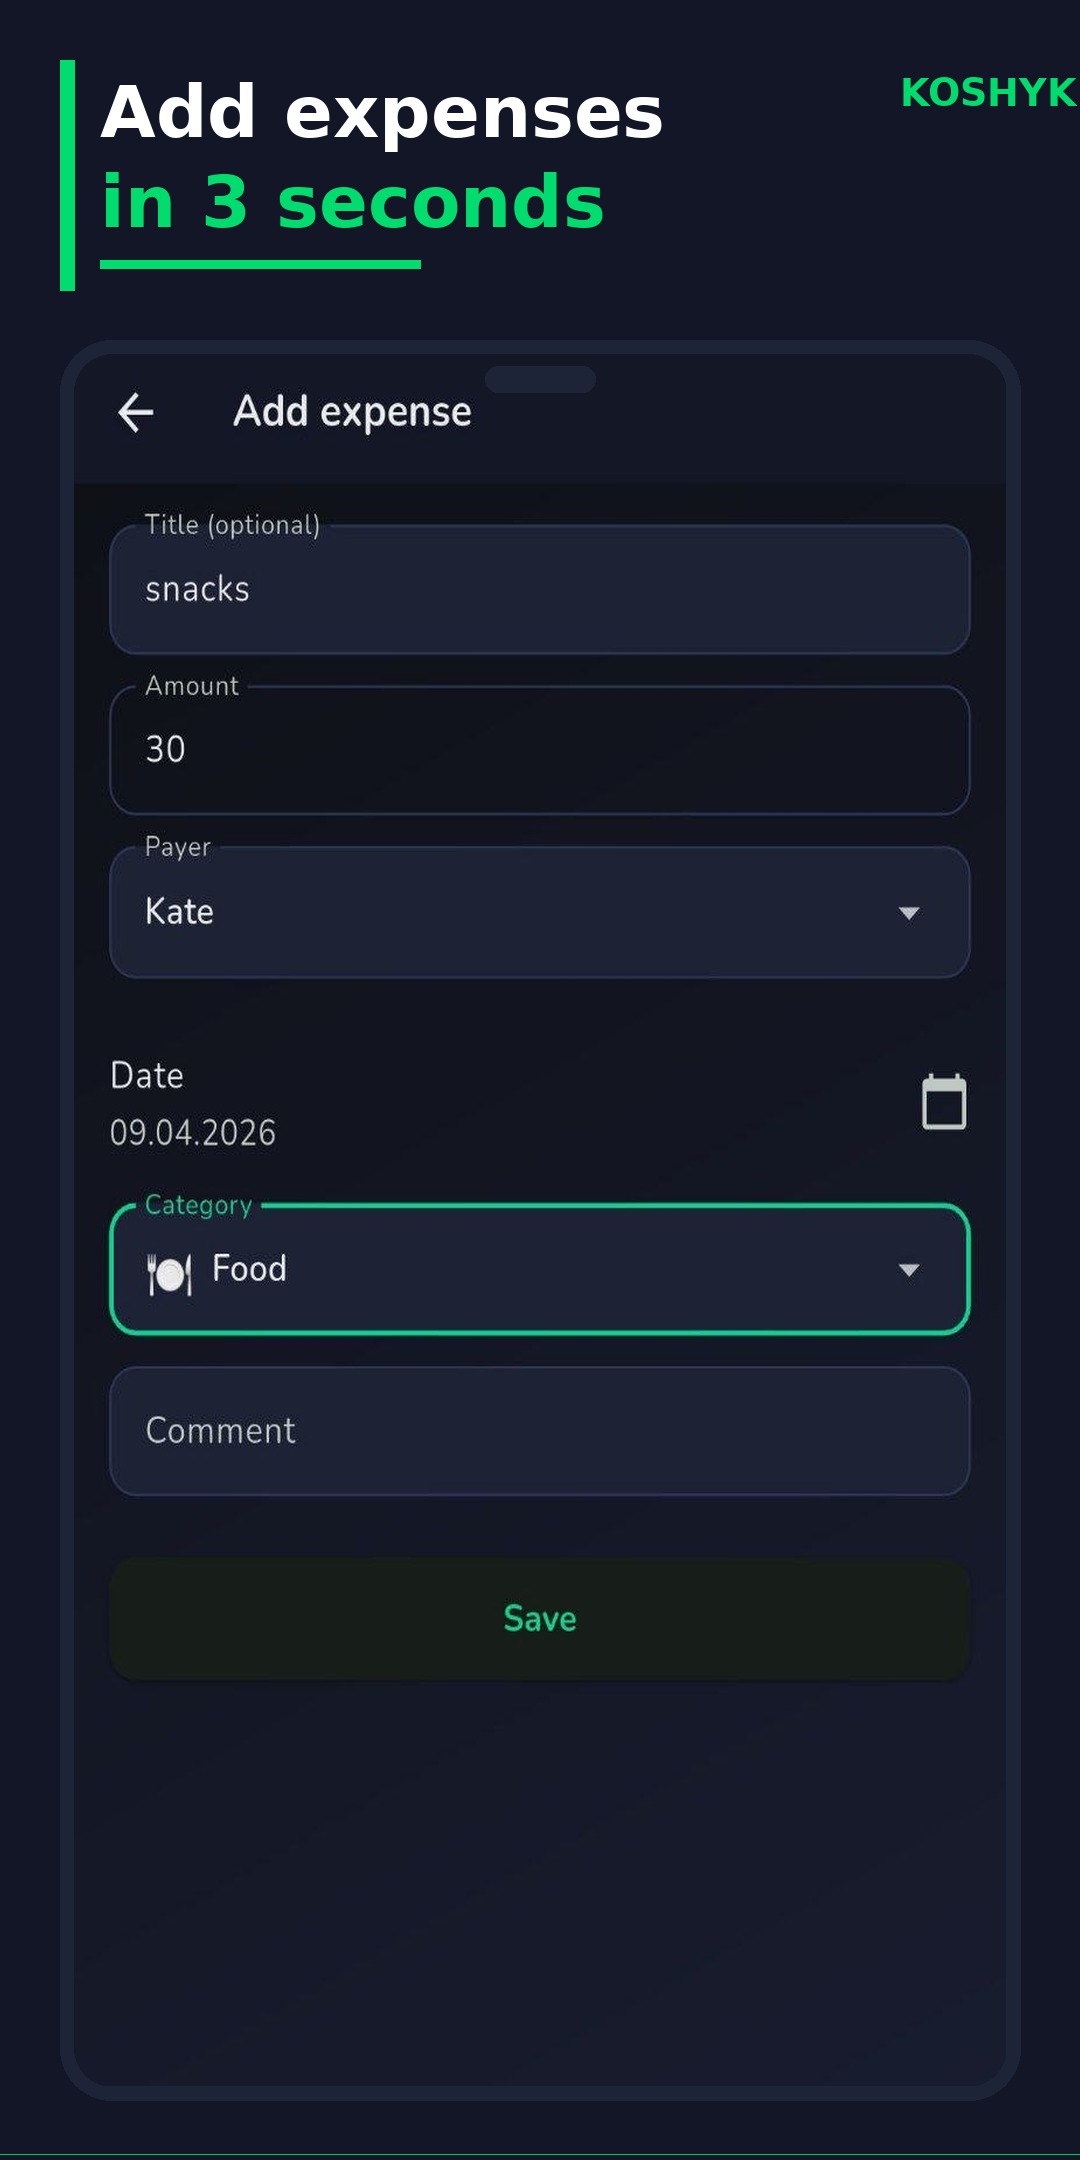 Add expenses
KOSHYK
in 3 seconds
Add expense
Title (optional)
snacks
Amount
30
Payer
Kate
Date
09.04.2026
Category
Food
Comment
Save